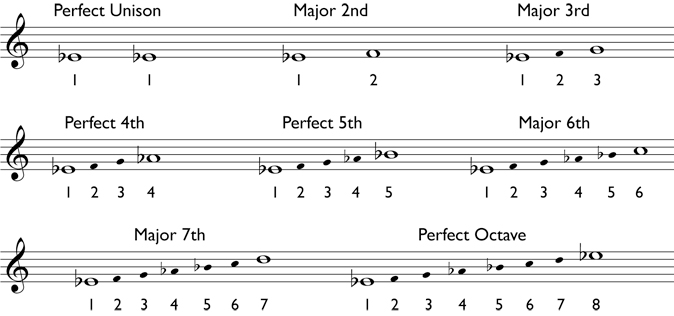 Perfect Unison Major 2nd Major 3rd
1 1 1 2 1 2 3
Perfect 4th Perfect 5th Major 6th
1 2 3 4 1 2 3 4 5 1 2 3 4 5 6
Major 7th Perfect Octave
1 2 3 4 5 6 7 1 2 3 4 5 6 7 8